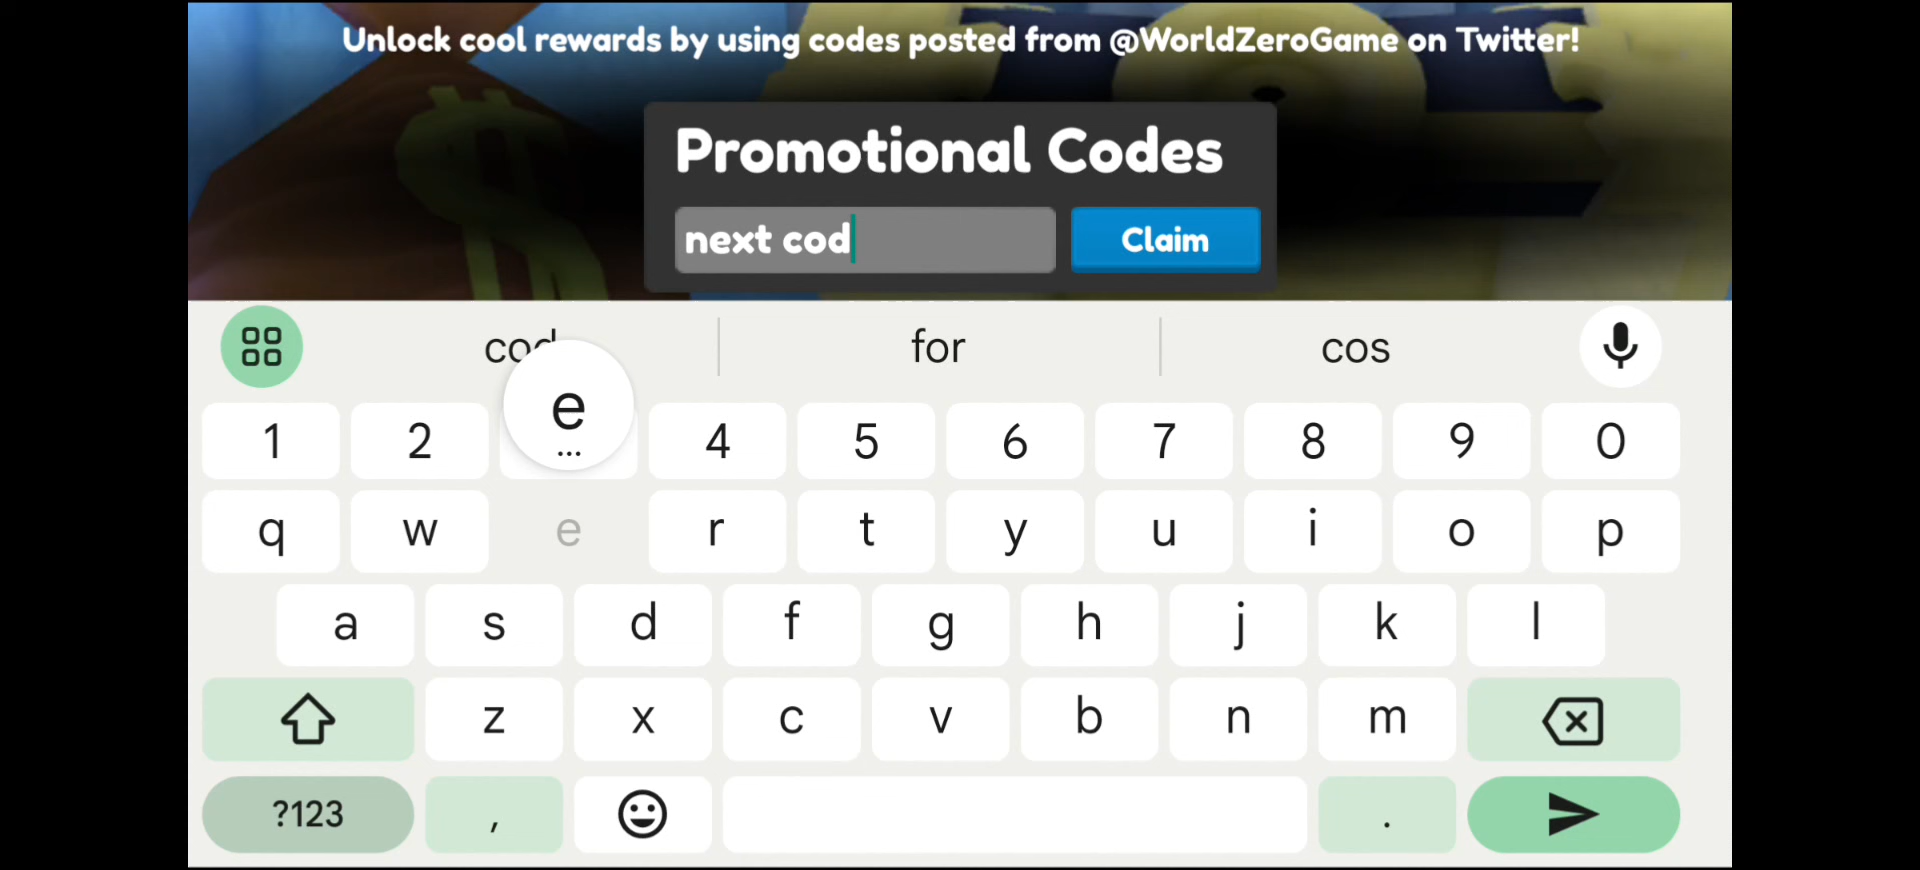 Unlock cool rewards by using codes posted from @WorldZeroGame on Twitter!
Promotional Codes
next cod
Claim
for
cos
e
...
1 2 4 5 6 7 8 9 0
q w e r t y u i o p
a s d f g h j k l
z x c v b n m
?123 , .